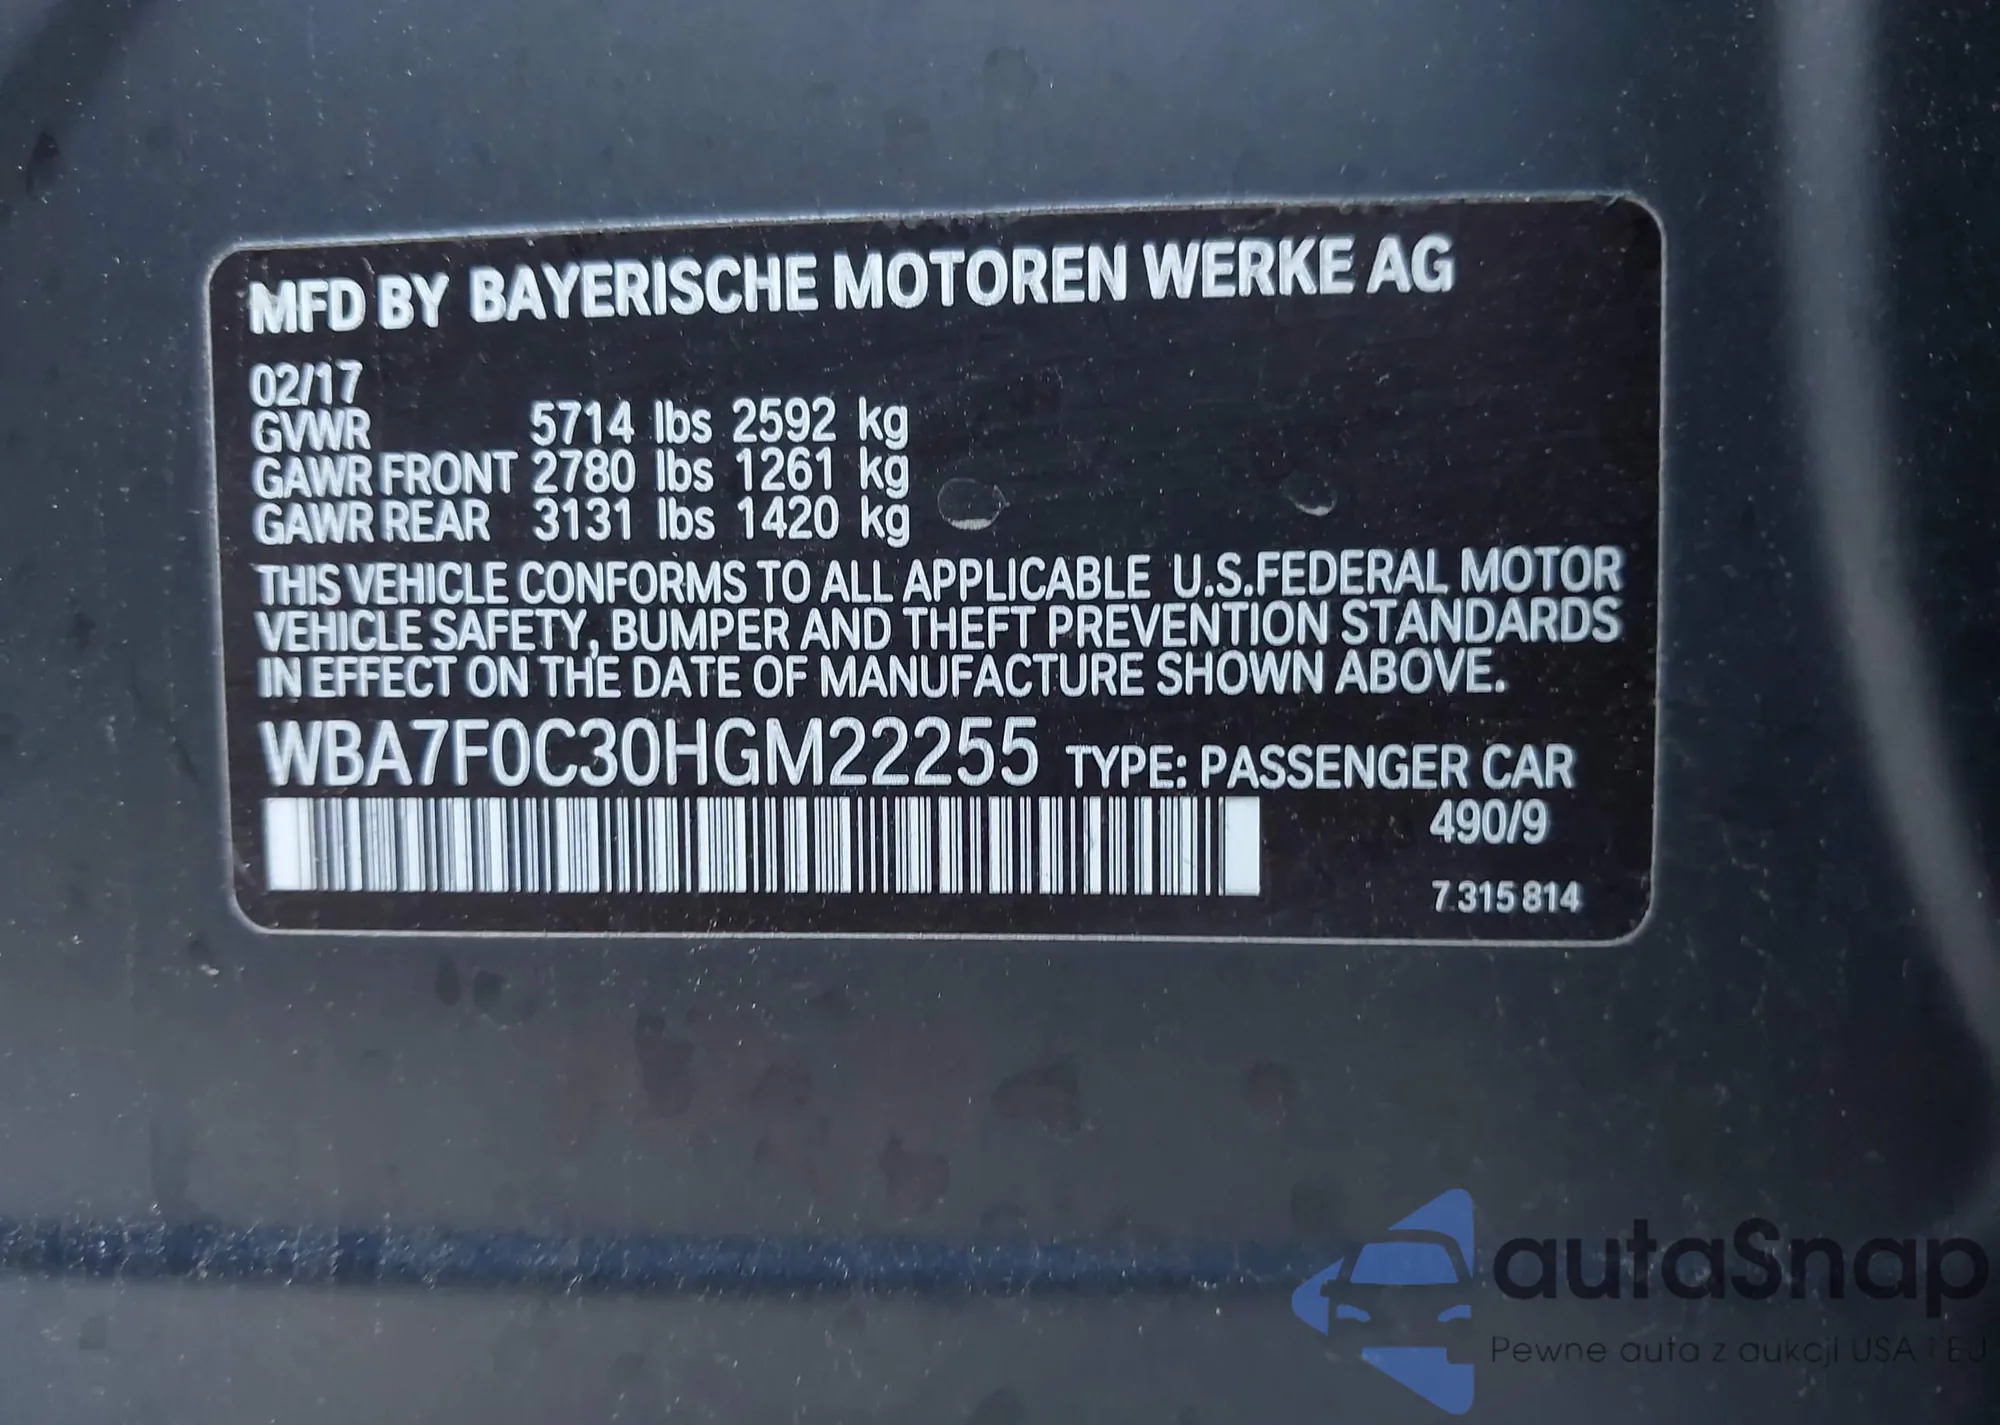 MFD BY BAYERISCHE MOTOREN WERKE AG
02/17
GVWR 5714 lbs 2592 kg
GAWR FRONT 2780 lbs 1261 kg
GAWR REAR 3131 lbs 1420 kg
THIS VEHICLE CONFORMS TO ALL APPLICABLE U.S.FEDERAL MOTOR
VEHICLE SAFETY, BUMPER AND THEFT PREVENTION STANDARDS
IN EFFECT ON THE DATE OF MANUFACTURE SHOWN ABOVE.
WBA7F0C30HGM22255 TYPE: PASSENGER CAR
490/9
7 315 814
autaSnap
Pewne auta z aukcji USA i EU